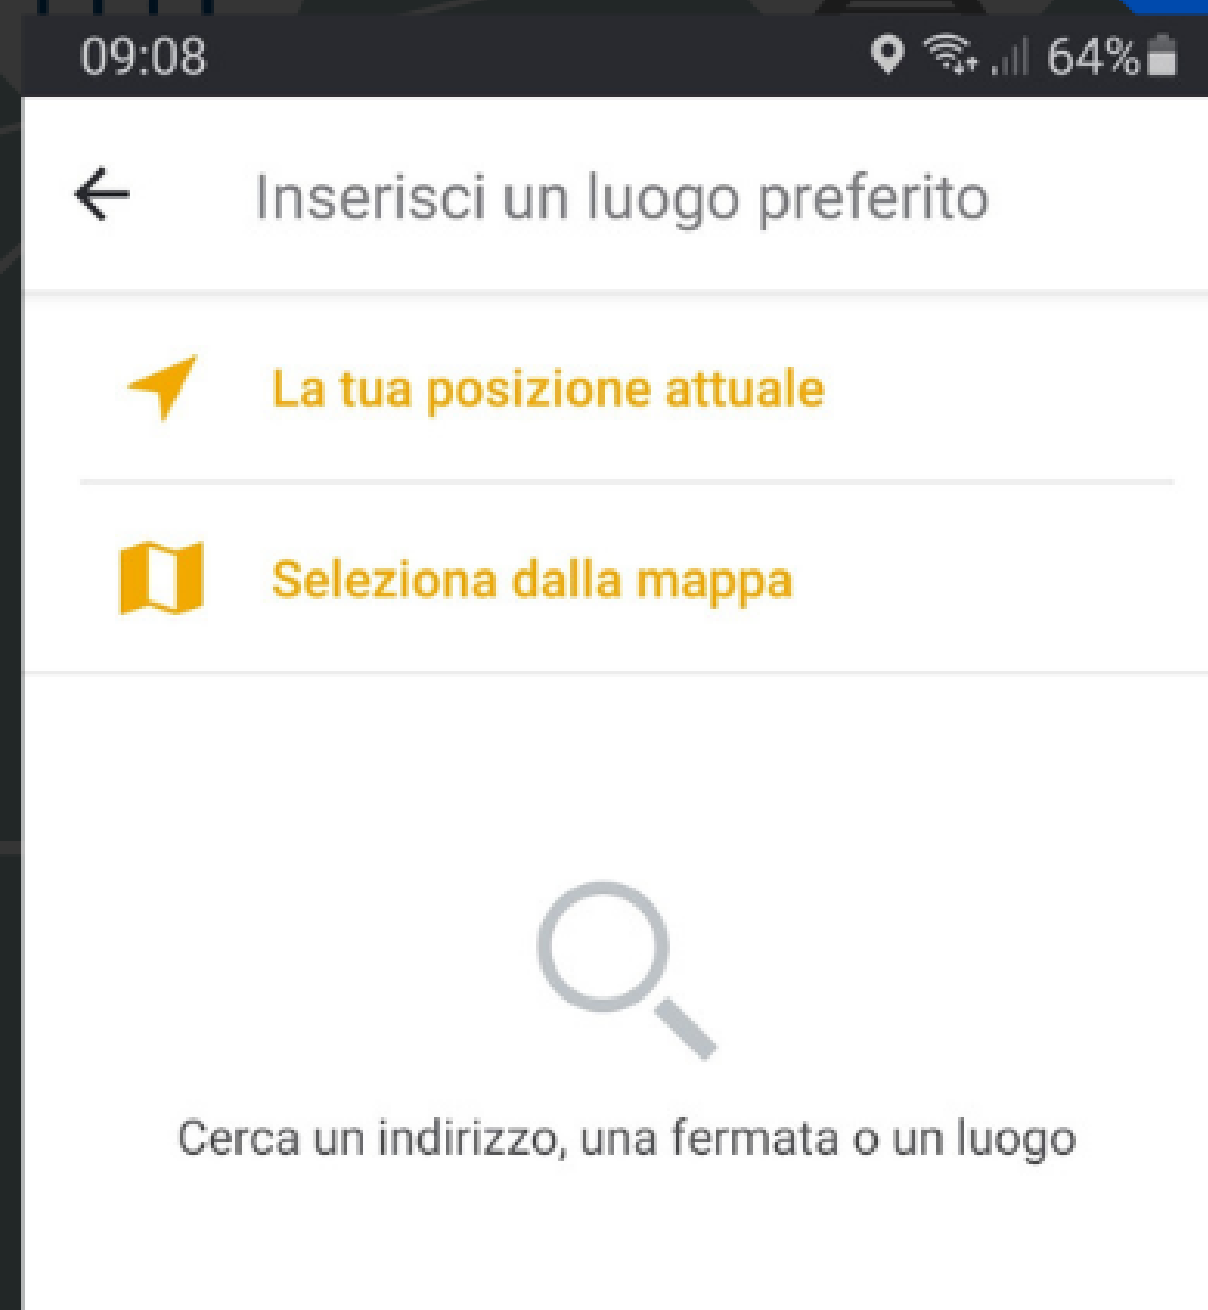 09:08 64%
Inserisci un luogo preferito
La tua posizione attuale
Seleziona dalla mappa
Cerca un indirizzo, una fermata o un luogo